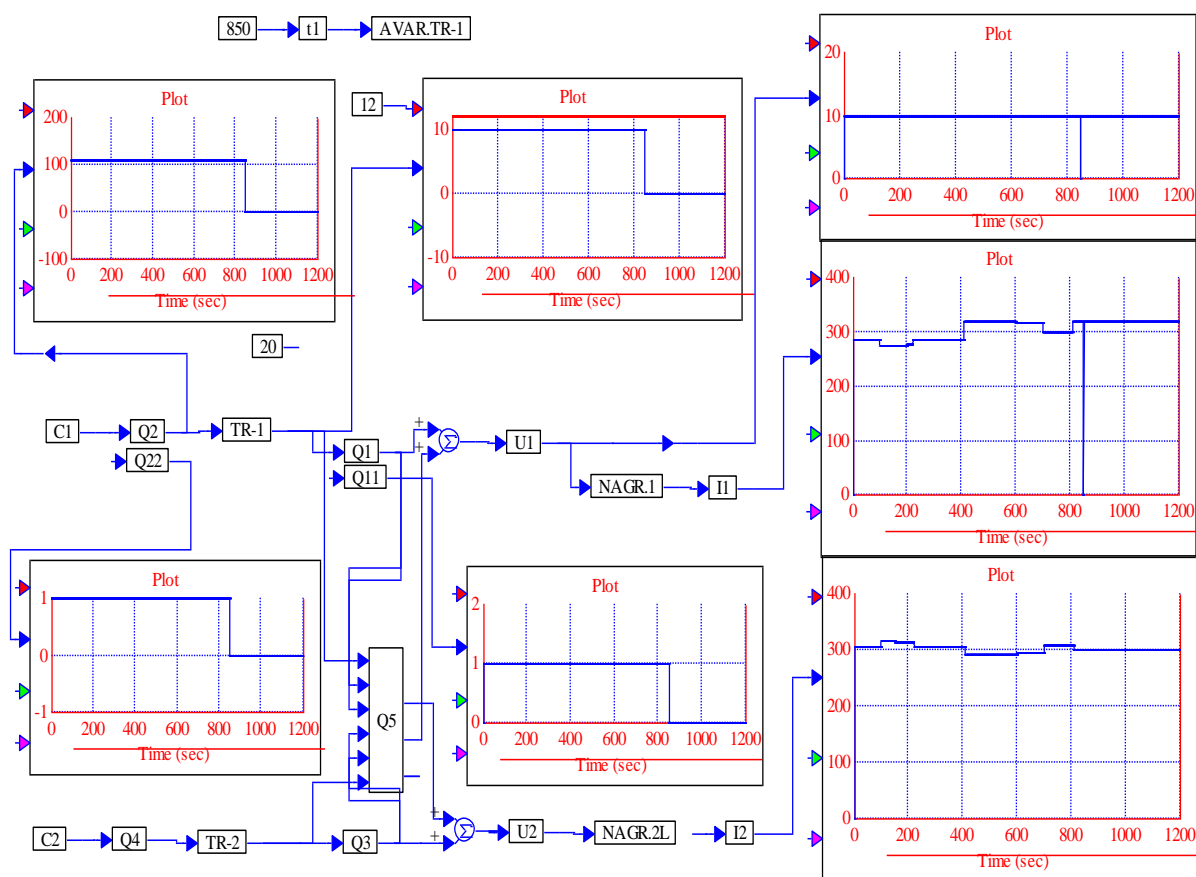 850 t1 AVAR.TR-1
Plot
200
100
0
-100
0 200 400 600 800 1000 1200
Time (sec)
12
Plot
10
0
-10
0 200 400 600 800 1000 1200
Time (sec)
Plot
20
10
0
0 200 400 600 800 1000 1200
Time (sec)
Plot
400
300
200
100
0
0 200 400 600 800 1000 1200
Time (sec)
20
C1 Q2 TR-1
Q22
Q1
Q11
+
+
Σ
U1
NAGR.1 I1
Plot
1
0
-1
0 200 400 600 800 1000 1200
Time (sec)
Q5
Plot
2
1
0
0 200 400 600 800 1000 1200
Time (sec)
Plot
400
300
200
100
0
0 200 400 600 800 1000 1200
Time (sec)
C2 Q4 TR-2 Q3
+
+
Σ
U2 NAGR.2L I2